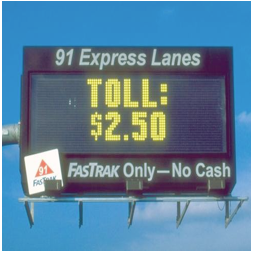 91 Express Lanes
TOLL:
$2.50
FASTRAK Only—No Cash
91
FASTRAK